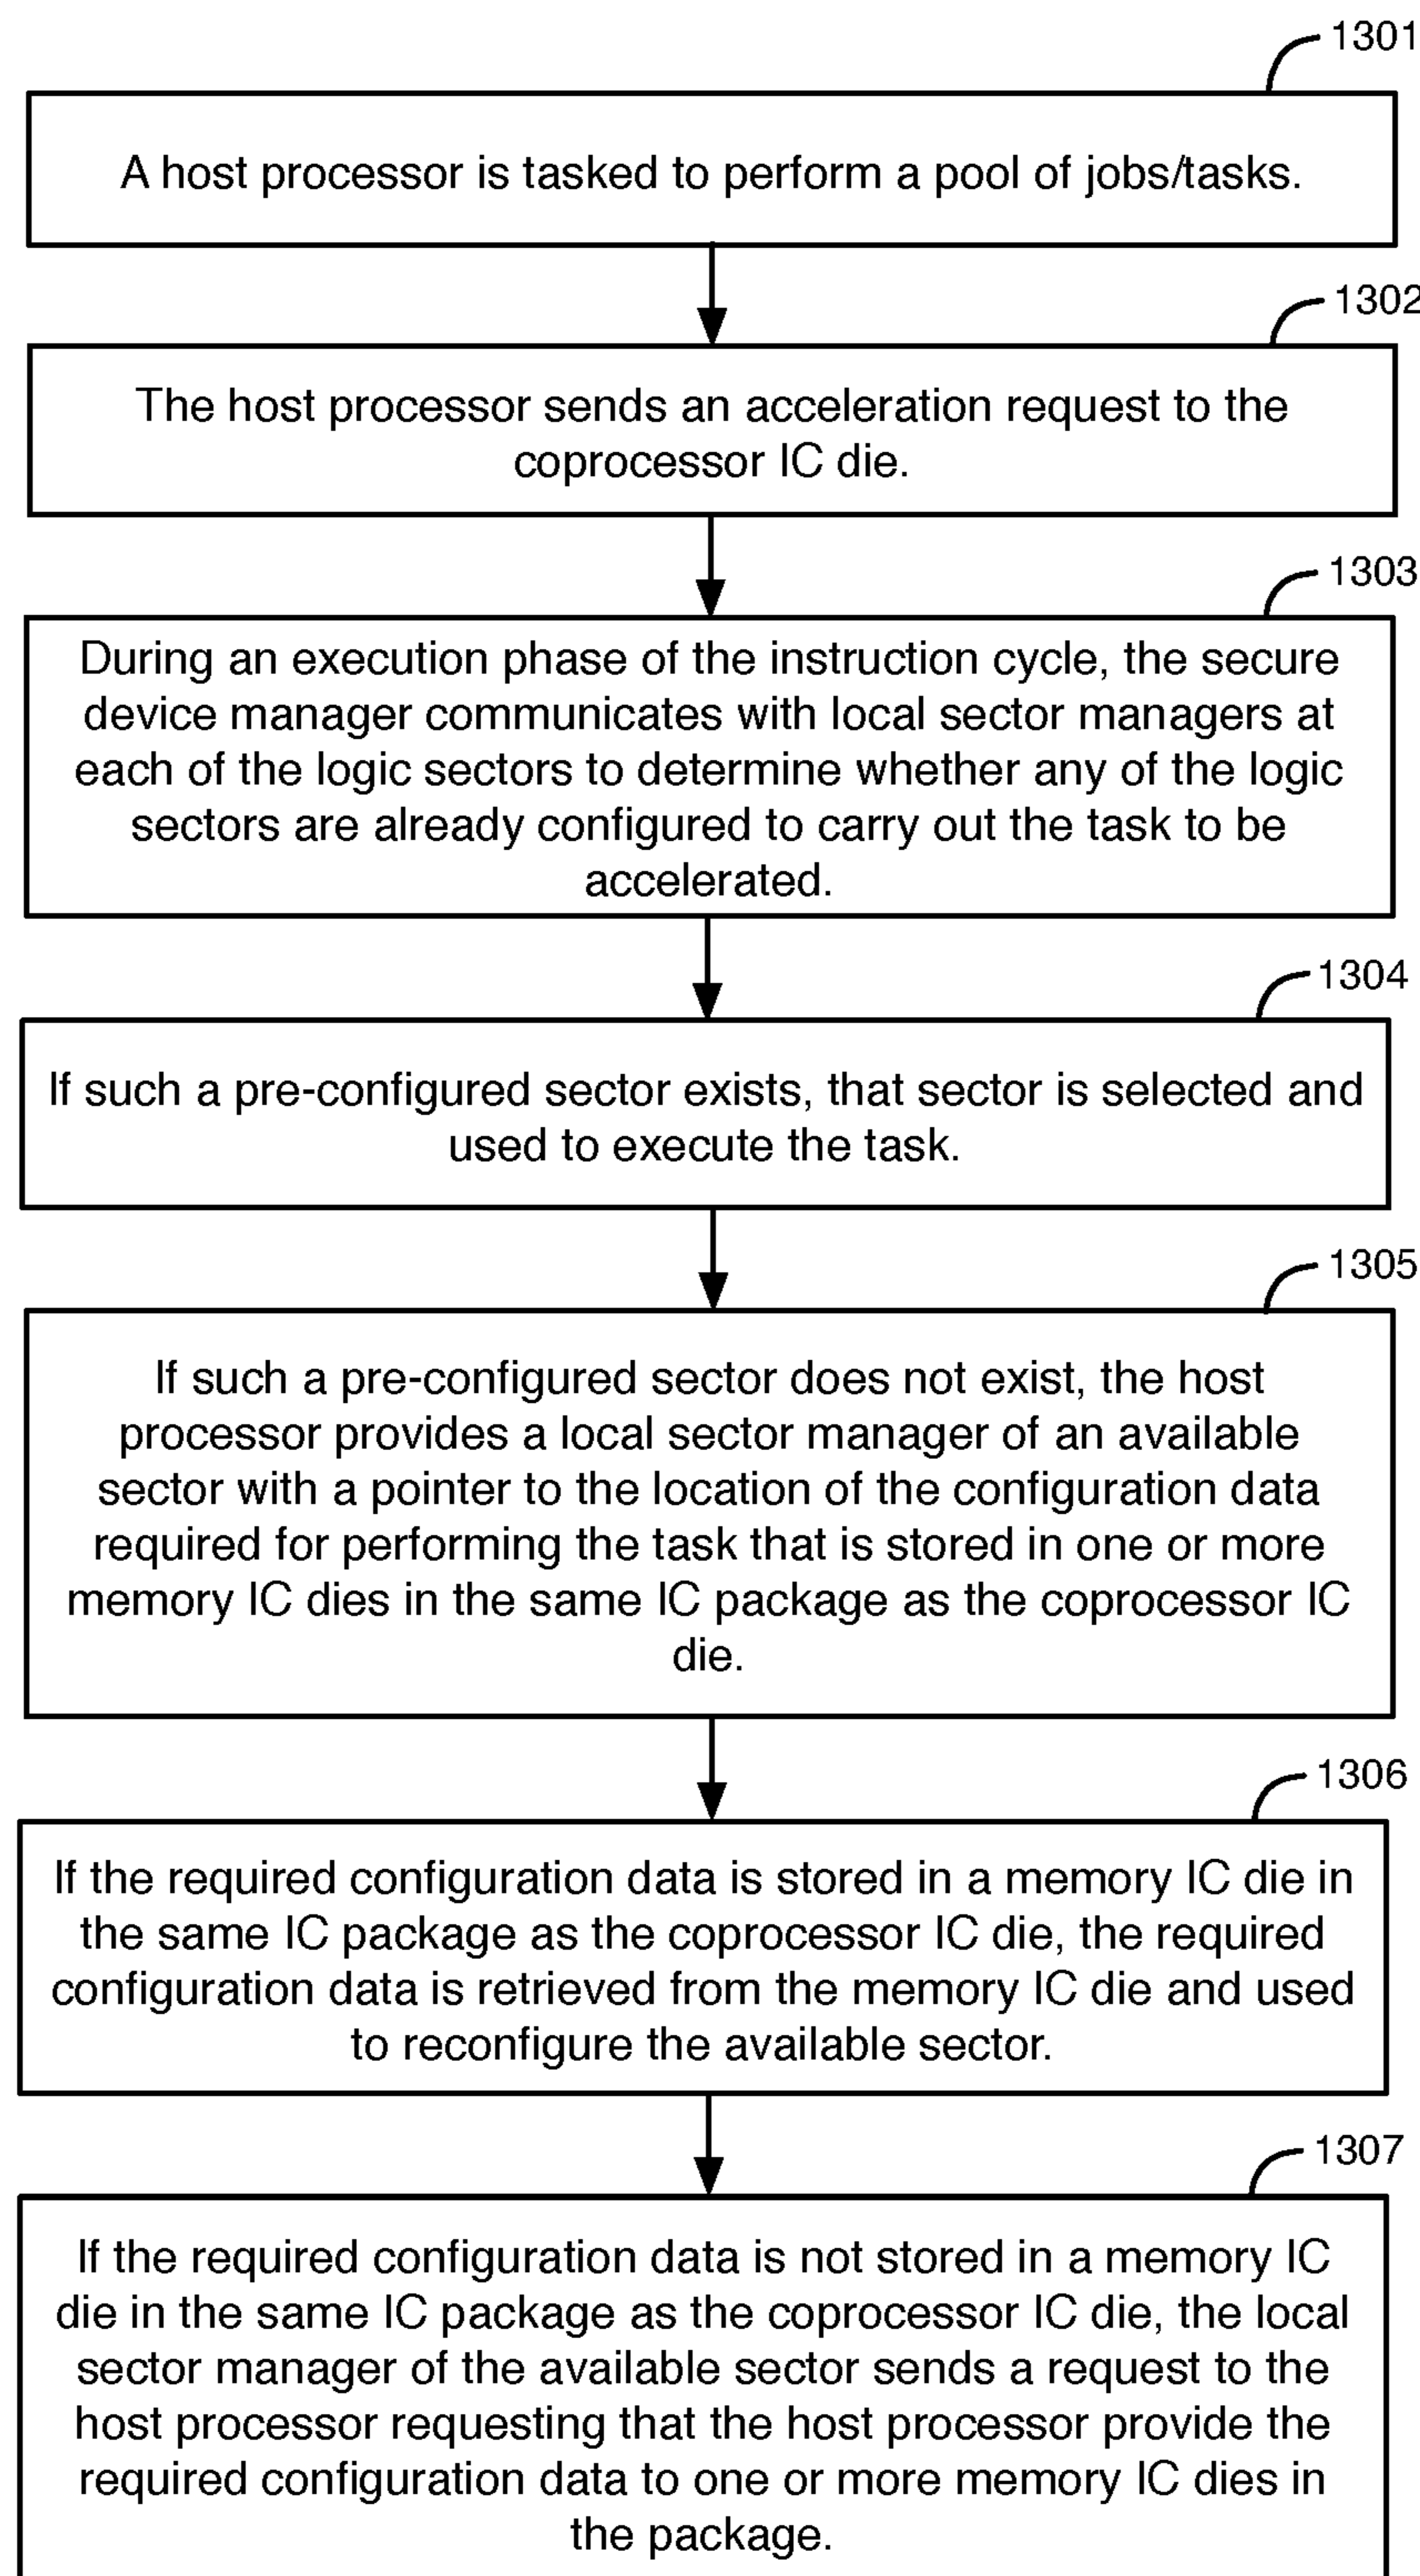 1301
A host processor is tasked to perform a pool of jobs/tasks.
1302
The host processor sends an acceleration request to the
coprocessor IC die.
1303
During an execution phase of the instruction cycle, the secure
device manager communicates with local sector managers at
each of the logic sectors to determine whether any of the logic
sectors are already configured to carry out the task to be
accelerated.
1304
If such a pre-configured sector exists, that sector is selected and
used to execute the task.
1305
If such a pre-configured sector does not exist, the host
processor provides a local sector manager of an available
sector with a pointer to the location of the configuration data
required for performing the task that is stored in one or more
memory IC dies in the same IC package as the coprocessor IC
die.
1306
If the required configuration data is stored in a memory IC die in
the same IC package as the coprocessor IC die, the required
configuration data is retrieved from the memory IC die and used
to reconfigure the available sector.
1307
If the required configuration data is not stored in a memory IC
die in the same IC package as the coprocessor IC die, the local
sector manager of the available sector sends a request to the
host processor requesting that the host processor provide the
required configuration data to one or more memory IC dies in
the package.